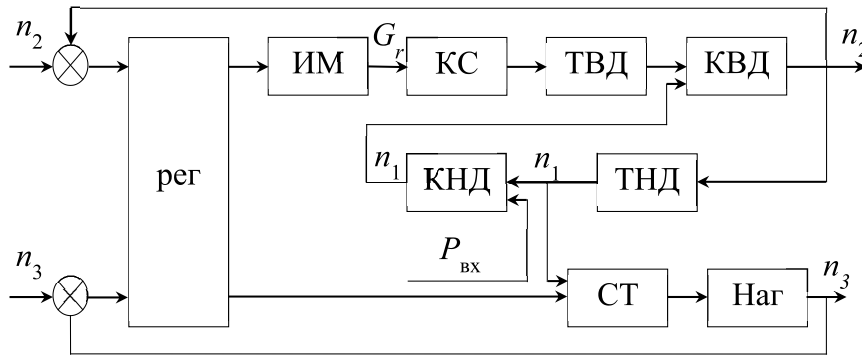 n₂ Gᵣ n₂
ИМ КС ТВД КВД
рег
n₁ КНД n₁ ТНД
Pвх
n₃ n₃
СТ Наг